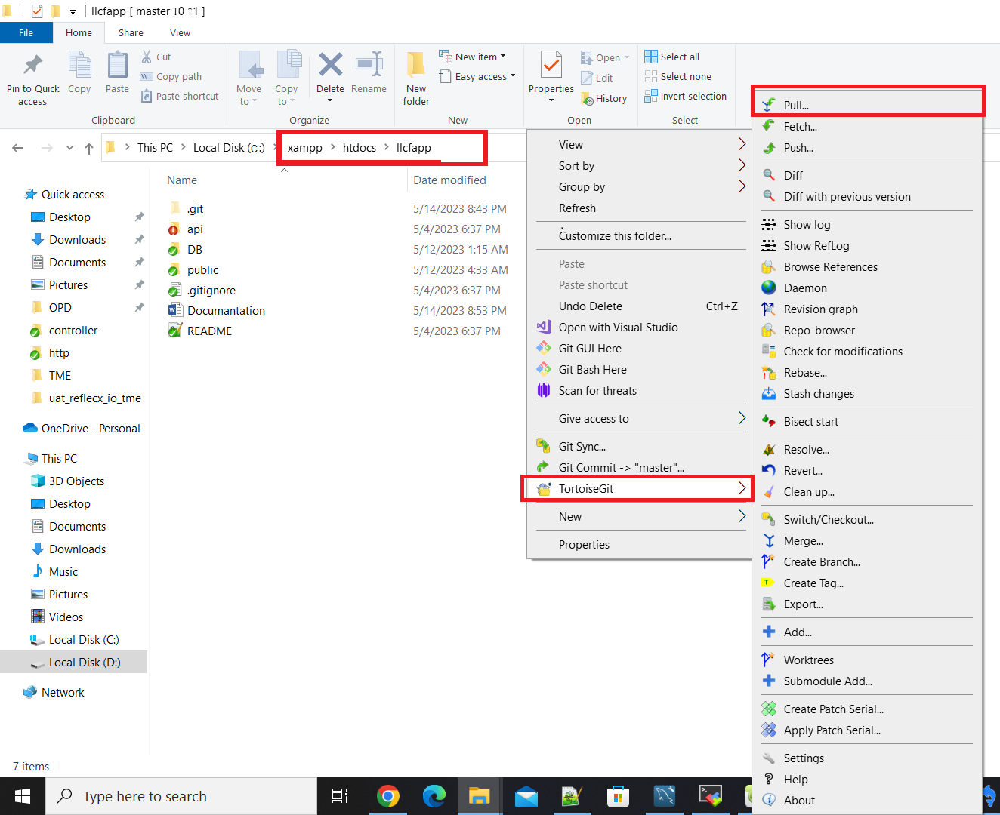 llcfapp [ master ↓0 ↑1 ]
File Home Share View
Pin to Quick access
Copy
Paste
Cut
Copy path
Paste shortcut
Clipboard
Move to
Copy to
Delete
Rename
Organize
New folder
New item
Easy access
New
Properties
Open
Edit
History
Open
Select all
Select none
Invert selection
Select
This PC > Local Disk (C:) > xampp > htdocs > llcfapp
Name Date modified
.git 5/14/2023 8:43 PM
api 5/4/2023 6:37 PM
DB 5/12/2023 1:15 AM
public 5/12/2023 4:33 AM
.gitignore 5/4/2023 6:37 PM
Documantation 5/14/2023 8:53 PM
README 5/4/2023 6:37 PM
Quick access
Desktop
Downloads
Documents
Pictures
OPD
controller
http
TME
uat_reflecx_io_tme
OneDrive - Personal
This PC
3D Objects
Desktop
Documents
Downloads
Music
Pictures
Videos
Local Disk (C:)
Local Disk (D:)
Network
7 items
View
Sort by
Group by
Refresh
Customize this folder...
Paste
Paste shortcut
Undo Delete Ctrl+Z
Open with Visual Studio
Git GUI Here
Git Bash Here
Scan for threats
Give access to
Git Sync...
Git Commit -> "master"...
TortoiseGit
New
Properties
Pull...
Fetch...
Push...
Diff
Diff with previous version
Show log
Show RefLog
Browse References
Daemon
Revision graph
Repo-browser
Check for modifications
Rebase...
Stash changes
Bisect start
Resolve...
Revert...
Clean up...
Switch/Checkout...
Merge...
Create Branch...
Create Tag...
Export...
Add...
Worktrees
Submodule Add...
Create Patch Serial...
Apply Patch Serial...
Settings
Help
About
Type here to search